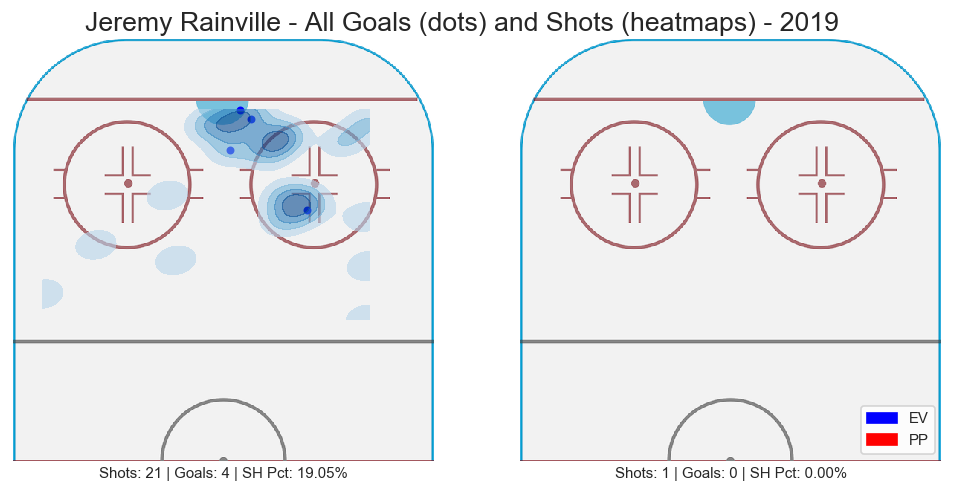 Jeremy Rainville - All Goals (dots) and Shots (heatmaps) - 2019
EV
PP
Shots: 21 | Goals: 4 | SH Pct: 19.05%
Shots: 1 | Goals: 0 | SH Pct: 0.00%